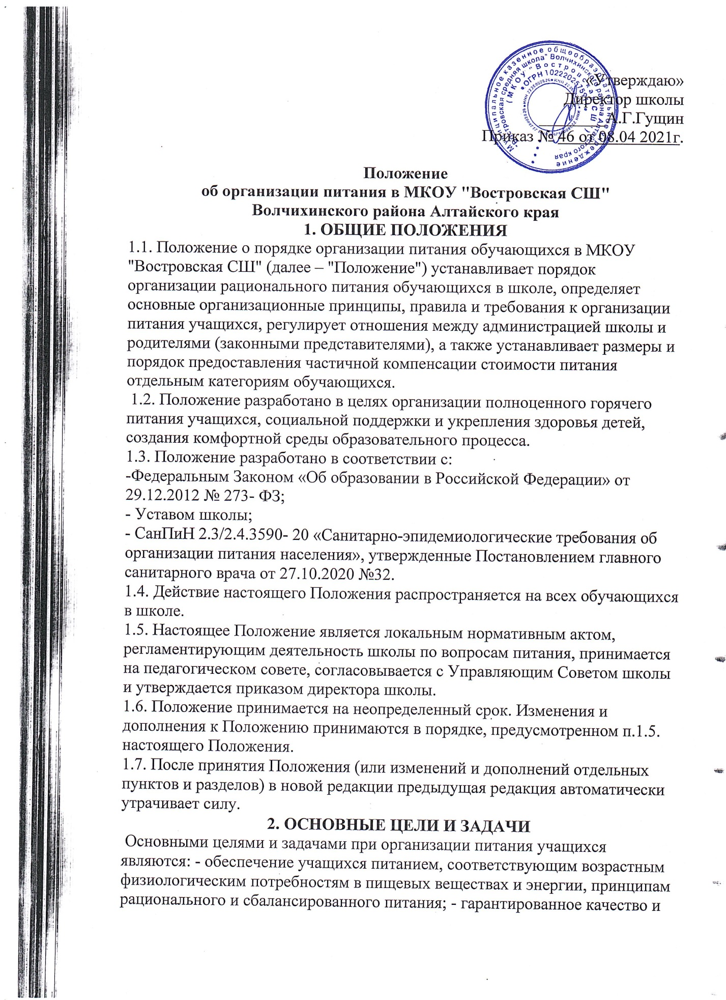 «Утверждаю»
Директор школы
А.Г.Гущин
Приказ № 46 от 08.04 2021г.
Муниципальное казенное общеобразовательное учреждение
"Востровская средняя школа" Волчихинского района Алтайского края
(МКОУ "Востровская СШ")
Положение
об организации питания в МКОУ "Востровская СШ"
Волчихинского района Алтайского края
1. ОБЩИЕ ПОЛОЖЕНИЯ
1.1. Положение о порядке организации питания обучающихся в МКОУ
"Востровская СШ" (далее – "Положение") устанавливает порядок
организации рационального питания обучающихся в школе, определяет
основные организационные принципы, правила и требования к организации
питания учащихся, регулирует отношения между администрацией школы и
родителями (законными представителями), а также устанавливает размеры и
порядок предоставления частичной компенсации стоимости питания
отдельным категориям обучающихся.
1.2. Положение разработано в целях организации полноценного горячего
питания учащихся, социальной поддержки и укрепления здоровья детей,
создания комфортной среды образовательного процесса.
1.3. Положение разработано в соответствии с:
-Федеральным Законом «Об образовании в Российской Федерации» от
29.12.2012 № 273- ФЗ;
- Уставом школы;
- СанПиН 2.3/2.4.3590- 20 «Санитарно-эпидемиологические требования об
организации питания населения», утвержденные Постановлением главного
санитарного врача от 27.10.2020 №32.
1.4. Действие настоящего Положения распространяется на всех обучающихся
в школе.
1.5. Настоящее Положение является локальным нормативным актом,
регламентирующим деятельность школы по вопросам питания, принимается
на педагогическом совете, согласовывается с Управляющим Советом школы
и утверждается приказом директора школы.
1.6. Положение принимается на неопределенный срок. Изменения и
дополнения к Положению принимаются в порядке, предусмотренном п.1.5.
настоящего Положения.
1.7. После принятия Положения (или изменений и дополнений отдельных
пунктов и разделов) в новой редакции предыдущая редакция автоматически
утрачивает силу.
2. ОСНОВНЫЕ ЦЕЛИ И ЗАДАЧИ
Основными целями и задачами при организации питания учащихся
являются: - обеспечение учащихся питанием, соответствующим возрастным
физиологическим потребностям в пищевых веществах и энергии, принципам
рационального и сбалансированного питания; - гарантированное качество и